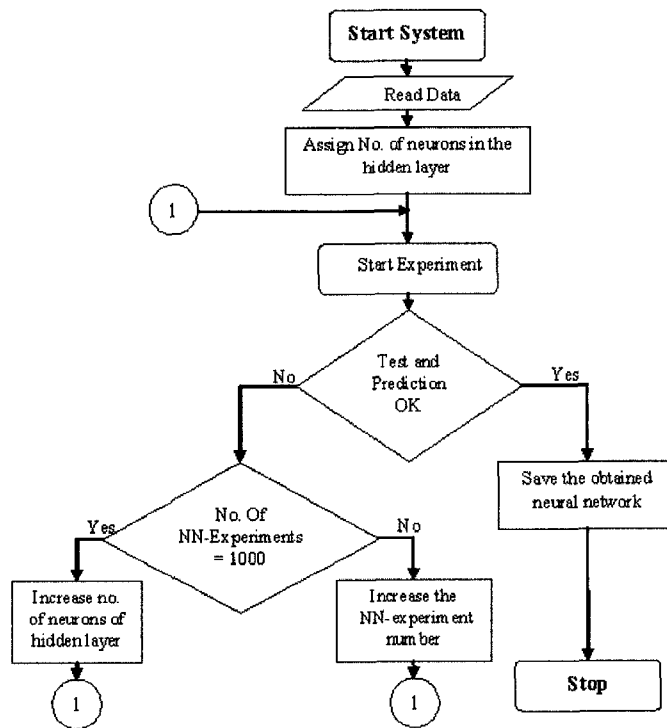 Start System
Read Data
Assign No. of neurons in the
hidden layer
1
Start Experiment
Test and
Prediction
OK
No
Yes
Save the obtained
neural network
No. Of
NN-Experiments
= 1000
Yes
No
Increase no.
of neurons of
hidden layer
Increase the
NN-experiment
number
Stop
1
1